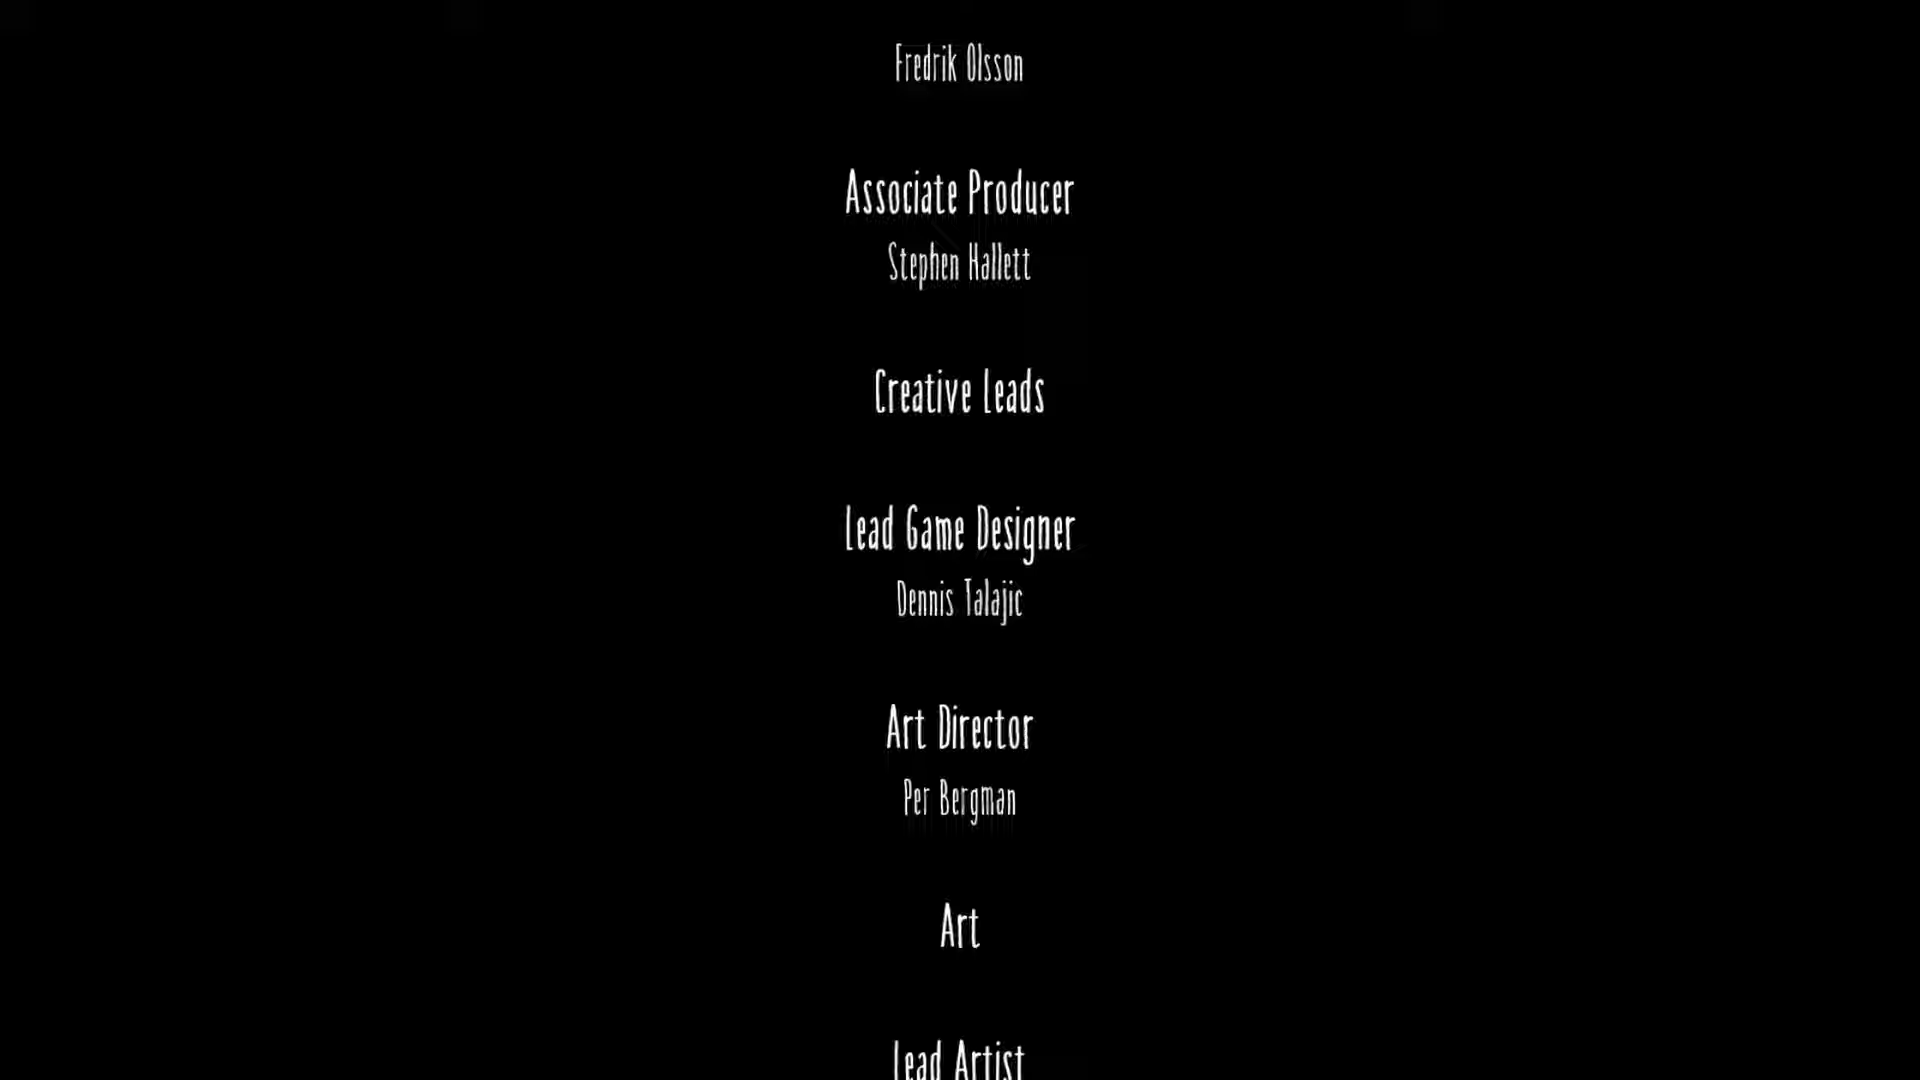 Fredrik Olsson
Associate Producer
Stephen Hallett
Creative Leads
Lead Game Designer
Dennis Talajic
Art Director
Per Bergman
Art
Lead Artist